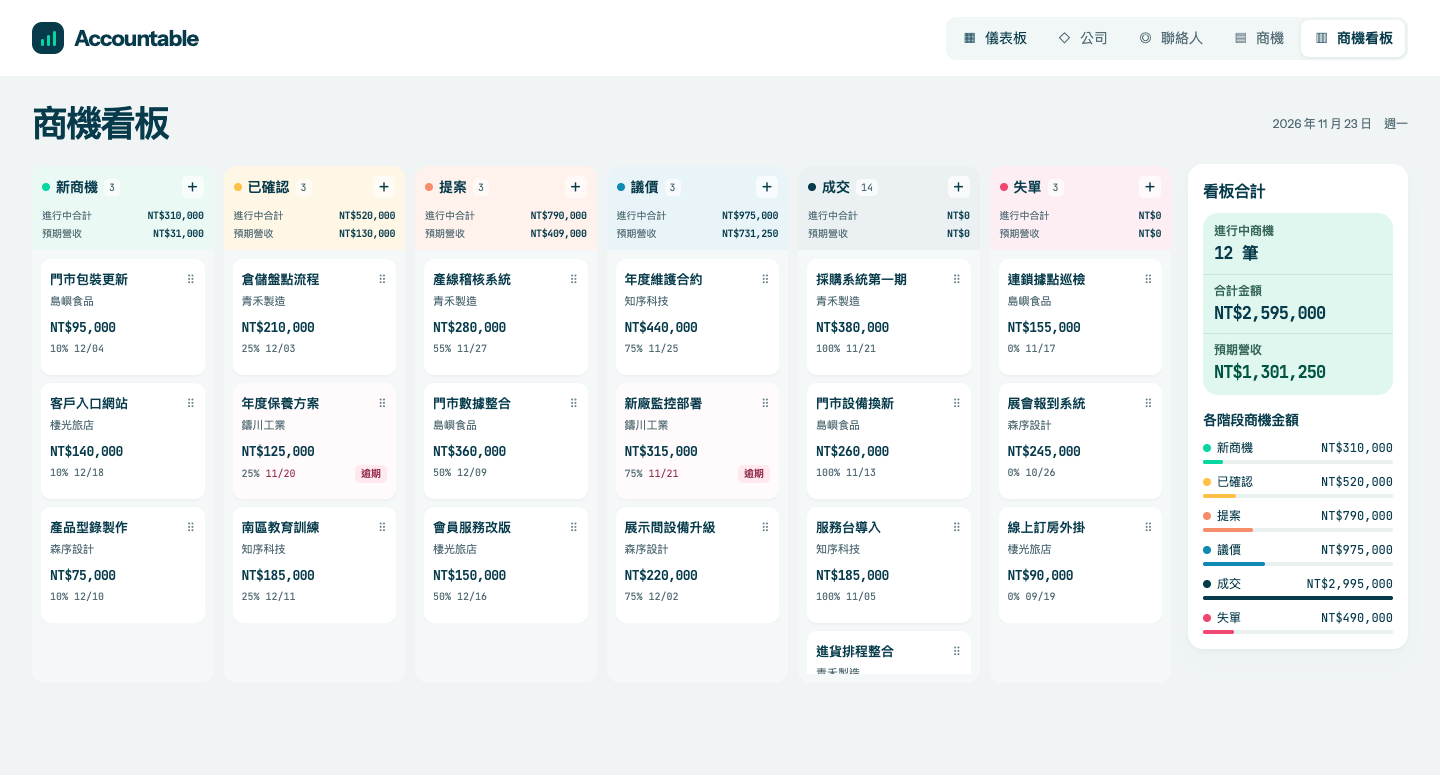 Accountable
儀表板
公司
聯絡人
商機
商機看板
商機看板
2026 年 11 月 23 日 週一
新商機 3 +
進行中合計 NT$310,000
預期營收 NT$31,000
門市包裝更新
島嶼食品
NT$95,000
10% 12/04
客戶入口網站
棲光旅店
NT$140,000
10% 12/18
產品型錄製作
森序設計
NT$75,000
10% 12/10
已確認 3 +
進行中合計 NT$520,000
預期營收 NT$130,000
倉儲盤點流程
青禾製造
NT$210,000
25% 12/03
年度保養方案
鑄川工業
NT$125,000
25% 11/20 逾期
南區教育訓練
知序科技
NT$185,000
25% 12/11
提案 3 +
進行中合計 NT$790,000
預期營收 NT$409,000
產線稽核系統
青禾製造
NT$280,000
55% 11/27
門市數據整合
島嶼食品
NT$360,000
50% 12/09
會員服務改版
棲光旅店
NT$150,000
50% 12/16
議價 3 +
進行中合計 NT$975,000
預期營收 NT$731,250
年度維護合約
知序科技
NT$440,000
75% 11/25
新廠監控部署
鑄川工業
NT$315,000
75% 11/21 逾期
展示間設備升級
森序設計
NT$220,000
75% 12/02
成交 14 +
進行中合計 NT$0
預期營收 NT$0
採購系統第一期
青禾製造
NT$380,000
100% 11/21
門市設備換新
島嶼食品
NT$260,000
100% 11/13
服務台導入
知序科技
NT$185,000
100% 11/05
進貨排程整合
青禾製造
失單 3 +
進行中合計 NT$0
預期營收 NT$0
連鎖據點巡檢
島嶼食品
NT$155,000
0% 11/17
展會報到系統
森序設計
NT$245,000
0% 10/26
線上訂房外掛
棲光旅店
NT$90,000
0% 09/19
看板合計
進行中商機
12 筆
合計金額
NT$2,595,000
預期營收
NT$1,301,250
各階段商機金額
新商機 NT$310,000
已確認 NT$520,000
提案 NT$790,000
議價 NT$975,000
成交 NT$2,995,000
失單 NT$490,000